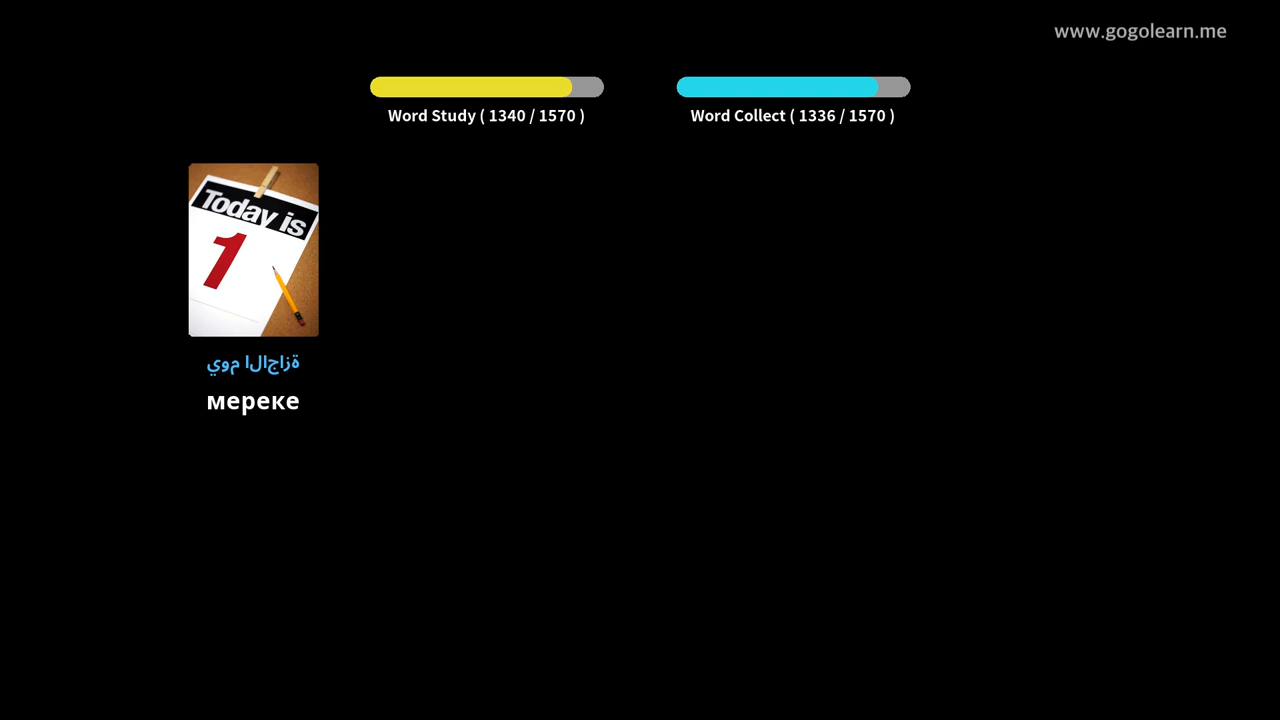 www.gogolearn.me
Word Study ( 1340 / 1570 )
Word Collect ( 1336 / 1570 )
Today is
1
يوم الاجازة
мереке